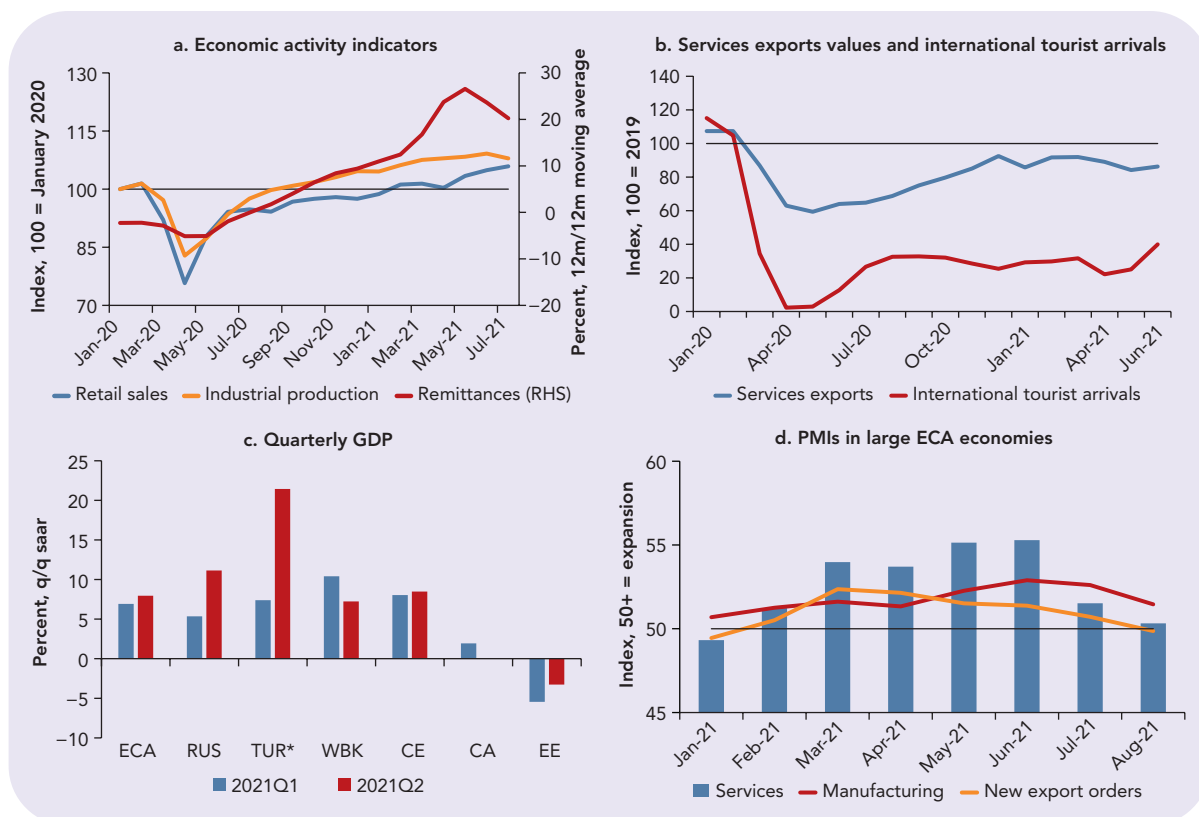 a. Economic activity indicators
Index, 100 = January 2020
130
115
100
85
70
30
20
10
0
−10
−20
Percent, 12m/12m moving average
Jan-20
Mar-20
May-20
Jul-20
Sep-20
Nov-20
Jan-21
Mar-21
May-21
Jul-21
Retail sales Industrial production Remittances (RHS)
b. Services exports values and international tourist arrivals
Index, 100 = 2019
140
120
100
80
60
40
20
0
Jan-20
Apr-20
Jul-20
Oct-20
Jan-21
Apr-21
Jun-21
Services exports International tourist arrivals
c. Quarterly GDP
Percent, q/q saar
25
20
15
10
5
0
−5
−10
ECA RUS TUR* WBK CE CA EE
2021Q1 2021Q2
d. PMIs in large ECA economies
Index, 50+ = expansion
60
55
50
45
Jan-21
Feb-21
Mar-21
Apr-21
May-21
Jun-21
Jul-21
Aug-21
Services Manufacturing New export orders